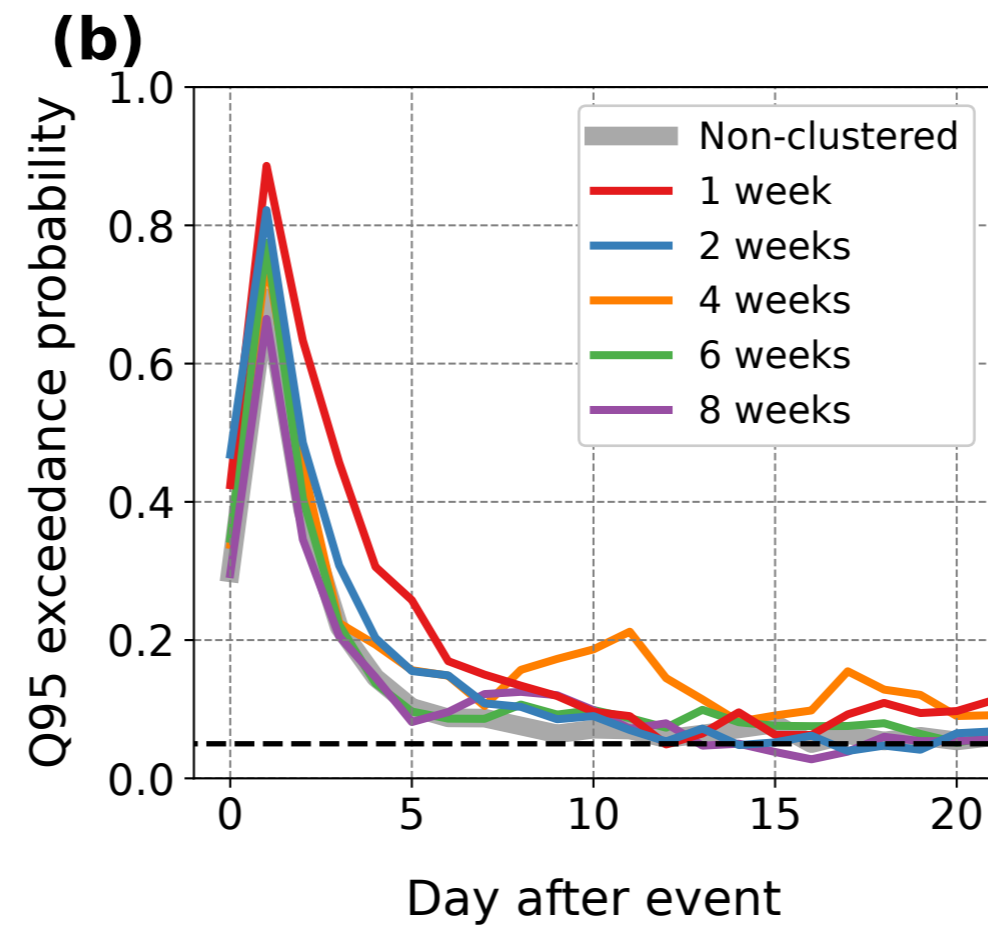 (b)
Q95 exceedance probability
1.0
0.8
0.6
0.4
0.2
0.0
Non-clustered
1 week
2 weeks
4 weeks
6 weeks
8 weeks
0 5 10 15 20
Day after event